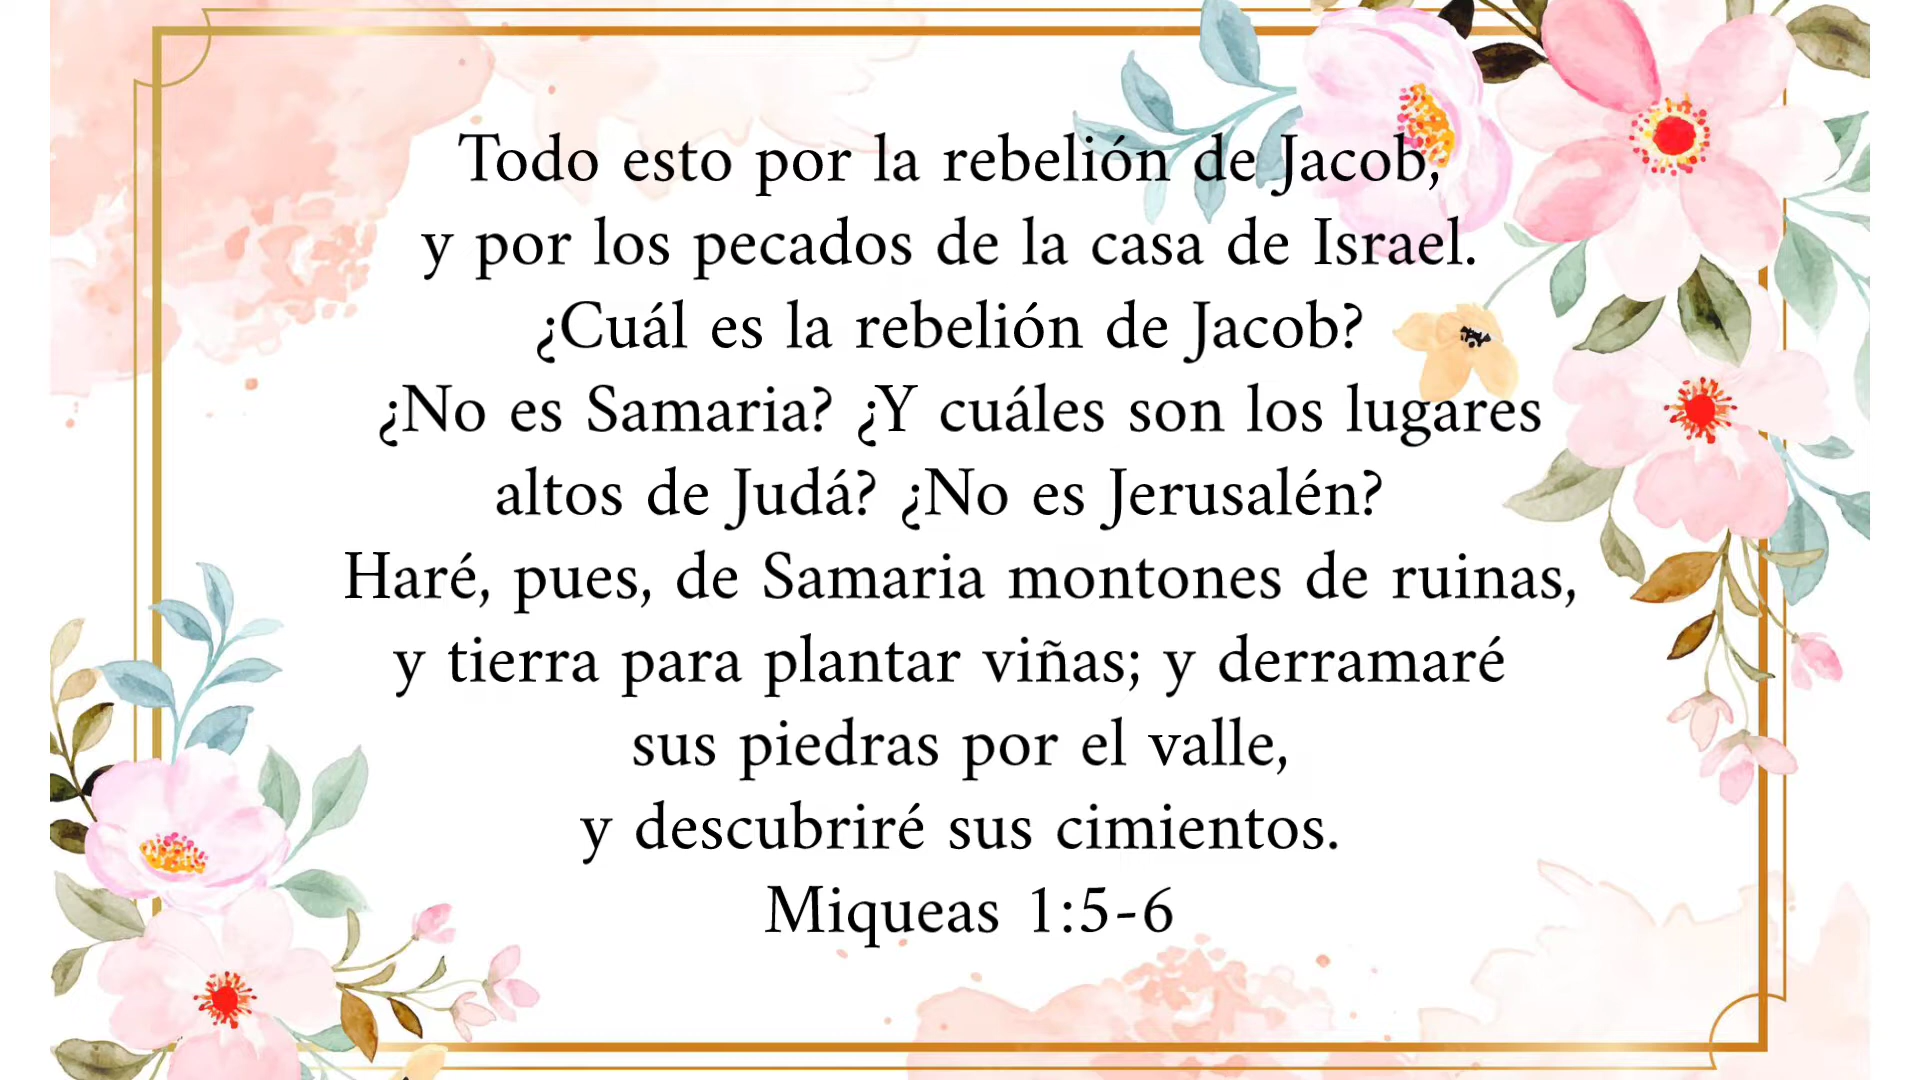 Todo esto por la rebelión de Jacob,
y por los pecados de la casa de Israel.
¿Cuál es la rebelión de Jacob?
¿No es Samaria? ¿Y cuáles son los lugares
altos de Judá? ¿No es Jerusalén?
Haré, pues, de Samaria montones de ruinas,
y tierra para plantar viñas; y derramaré
sus piedras por el valle,
y descubriré sus cimientos.
Miqueas 1:5-6